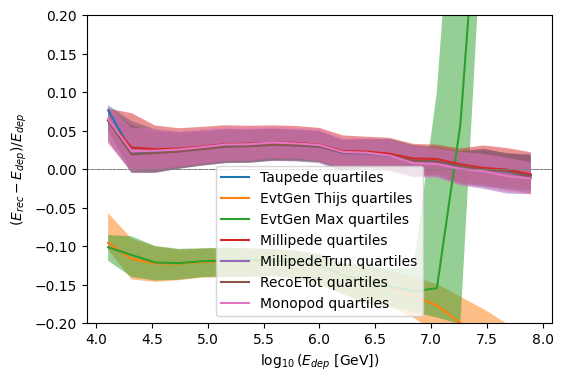 0.20
0.15
0.10
0.05
0.00
−0.05
−0.10
−0.15
−0.20
(E_rec − E_dep)/E_dep
Taupede quartiles
EvtGen Thijs quartiles
EvtGen Max quartiles
Millipede quartiles
MillipedeTrun quartiles
RecoETot quartiles
Monopod quartiles
4.0 4.5 5.0 5.5 6.0 6.5 7.0 7.5 8.0
log₁₀ (E_dep [GeV])